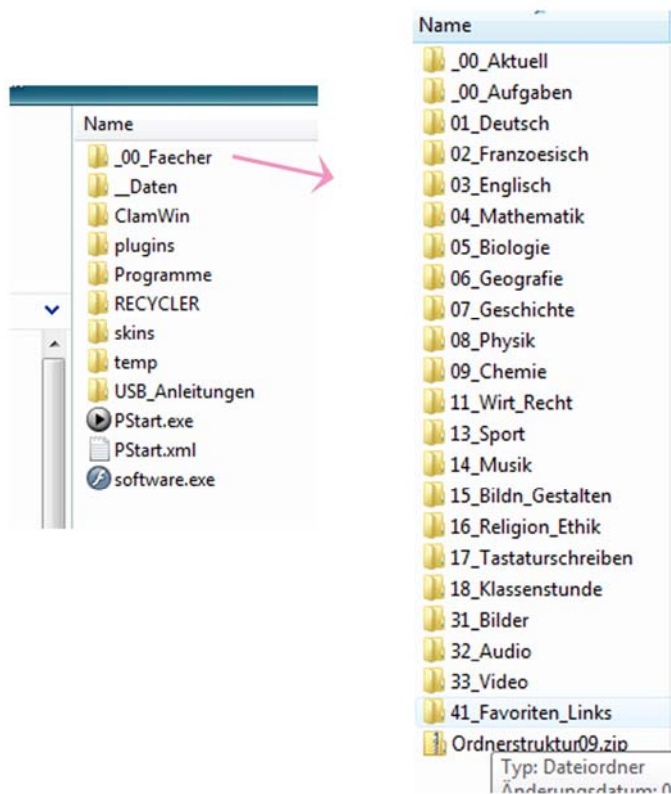 Name
_00_Faecher
__Daten
ClamWin
plugins
Programme
RECYCLER
skins
temp
USB_Anleitungen
PStart.exe
PStart.xml
software.exe
Name
_00_Aktuell
_00_Aufgaben
01_Deutsch
02_Franzoesisch
03_Englisch
04_Mathematik
05_Biologie
06_Geografie
07_Geschichte
08_Physik
09_Chemie
11_Wirt_Recht
13_Sport
14_Musik
15_Bildn_Gestalten
16_Religion_Ethik
17_Tastaturschreiben
18_Klassenstunde
31_Bilder
32_Audio
33_Video
41_Favoriten_Links
Ordnerstruktur09.zip
Typ: Dateiordner
Änderungsdatum: 0